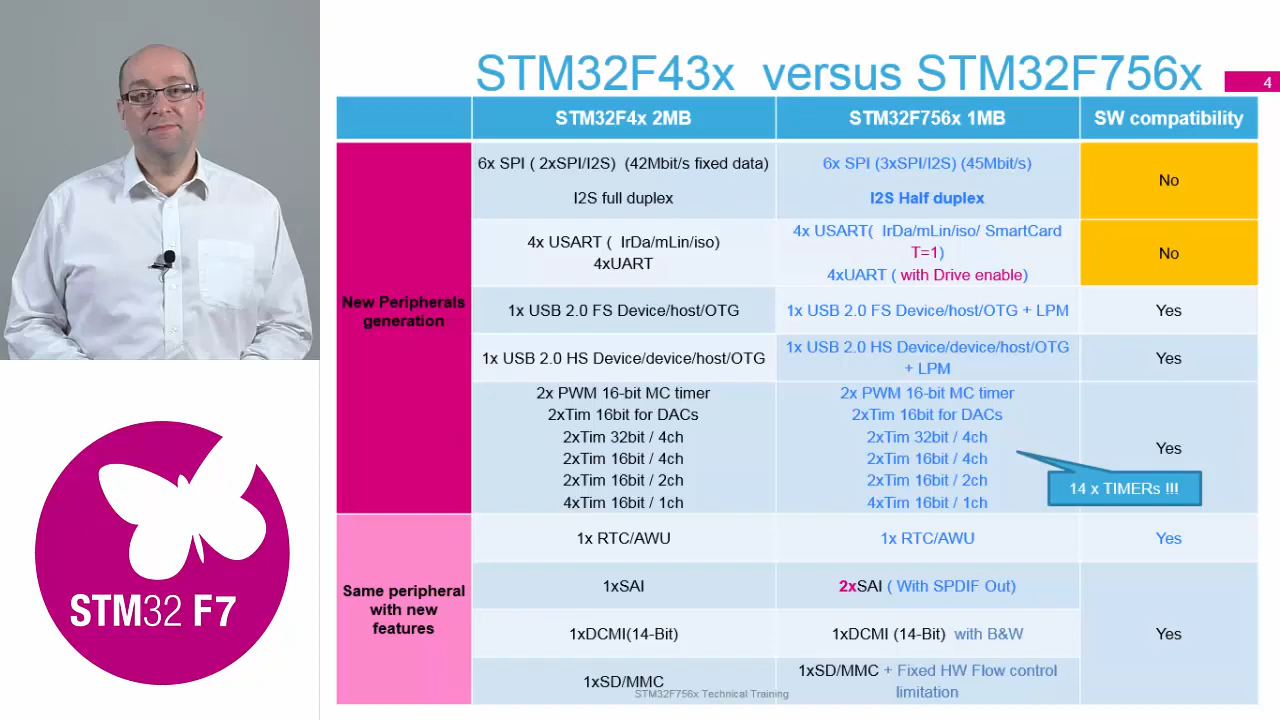 STM32F43x versus STM32F756x
4
STM32F4x 2MB
STM32F756x 1MB
SW compatibility
New Peripherals
generation
6x SPI ( 2xSPI/I2S) (42Mbit/s fixed data)
I2S full duplex
6x SPI (3xSPI/I2S) (45Mbit/s)
I2S Half duplex
No
4x USART ( IrDa/mLin/iso)
4xUART
4x USART( IrDa/mLin/iso/ SmartCard
T=1)
4xUART ( with Drive enable)
No
1x USB 2.0 FS Device/host/OTG
1x USB 2.0 FS Device/host/OTG + LPM
Yes
1x USB 2.0 HS Device/device/host/OTG
1x USB 2.0 HS Device/device/host/OTG
+ LPM
Yes
2x PWM 16-bit MC timer
2xTim 16bit for DACs
2xTim 32bit / 4ch
2xTim 16bit / 4ch
2xTim 16bit / 2ch
4xTim 16bit / 1ch
2x PWM 16-bit MC timer
2xTim 16bit for DACs
2xTim 32bit / 4ch
2xTim 16bit / 4ch
2xTim 16bit / 2ch
4xTim 16bit / 1ch
Yes
14 x TIMERs !!!
Same peripheral
with new
features
1x RTC/AWU
1x RTC/AWU
Yes
1xSAI
2xSAI ( With SPDIF Out)
1xDCMI(14-Bit)
1xDCMI (14-Bit) with B&W
Yes
1xSD/MMC
1xSD/MMC + Fixed HW Flow control
limitation
STM32F756x Technical Training
STM32 F7